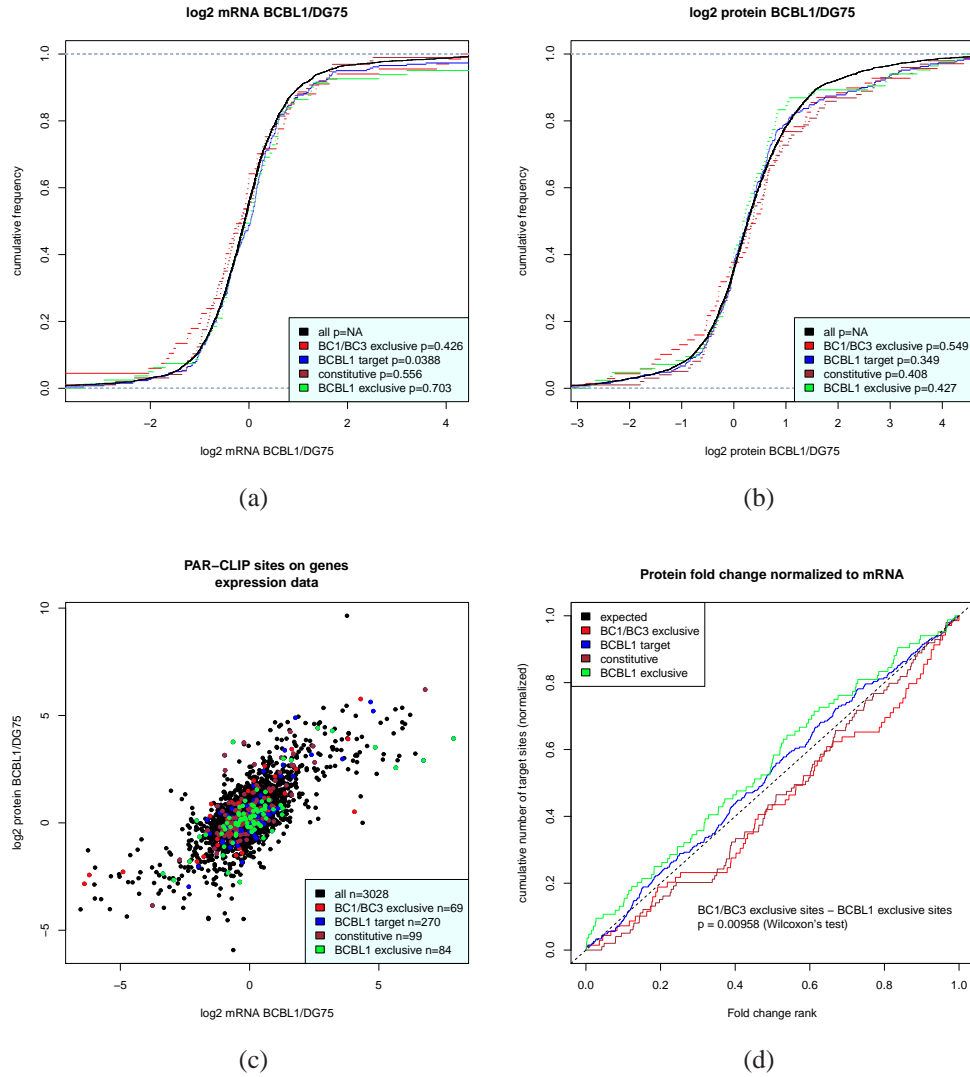 log2 mRNA BCBL1/DG75
cumulative frequency
1.0
0.8
0.6
0.4
0.2
0.0
all p=NA
BC1/BC3 exclusive p=0.426
BCBL1 target p=0.0388
constitutive p=0.556
BCBL1 exclusive p=0.703
−2 0 2 4
log2 mRNA BCBL1/DG75
(a)
log2 protein BCBL1/DG75
cumulative frequency
1.0
0.8
0.6
0.4
0.2
0.0
all p=NA
BC1/BC3 exclusive p=0.549
BCBL1 target p=0.349
constitutive p=0.408
BCBL1 exclusive p=0.427
−3 −2 −1 0 1 2 3 4
log2 protein BCBL1/DG75
(b)
PAR−CLIP sites on genes
expression data
log2 protein BCBL1/DG75
10
5
0
−5
all n=3028
BC1/BC3 exclusive n=69
BCBL1 target n=270
constitutive n=99
BCBL1 exclusive n=84
−5 0 5
log2 mRNA BCBL1/DG75
(c)
Protein fold change normalized to mRNA
cumulative number of target sites (normalized)
1.0
0.8
0.6
0.4
0.2
0.0
expected
BC1/BC3 exclusive
BCBL1 target
constitutive
BCBL1 exclusive
BC1/BC3 exclusive sites − BCBL1 exclusive sites
p = 0.00958 (Wilcoxon's test)
0.0 0.2 0.4 0.6 0.8 1.0
Fold change rank
(d)